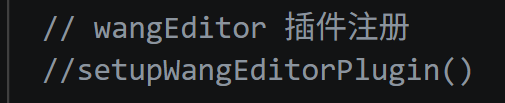 // wangEditor 插件注册
//setupWangEditorPlugin()